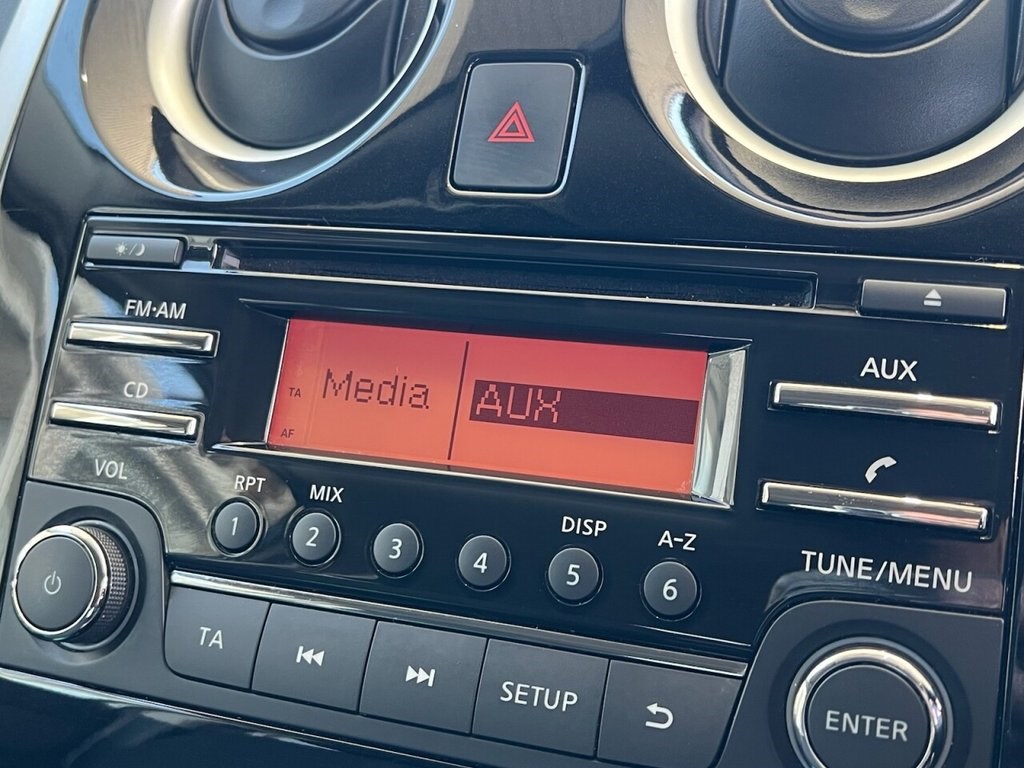 FM·AM
CD
VOL
TA
AF
Media
AUX
AUX
RPT
MIX
DISP
A-Z
1
2
3
4
5
6
TUNE/MENU
TA
SETUP
ENTER